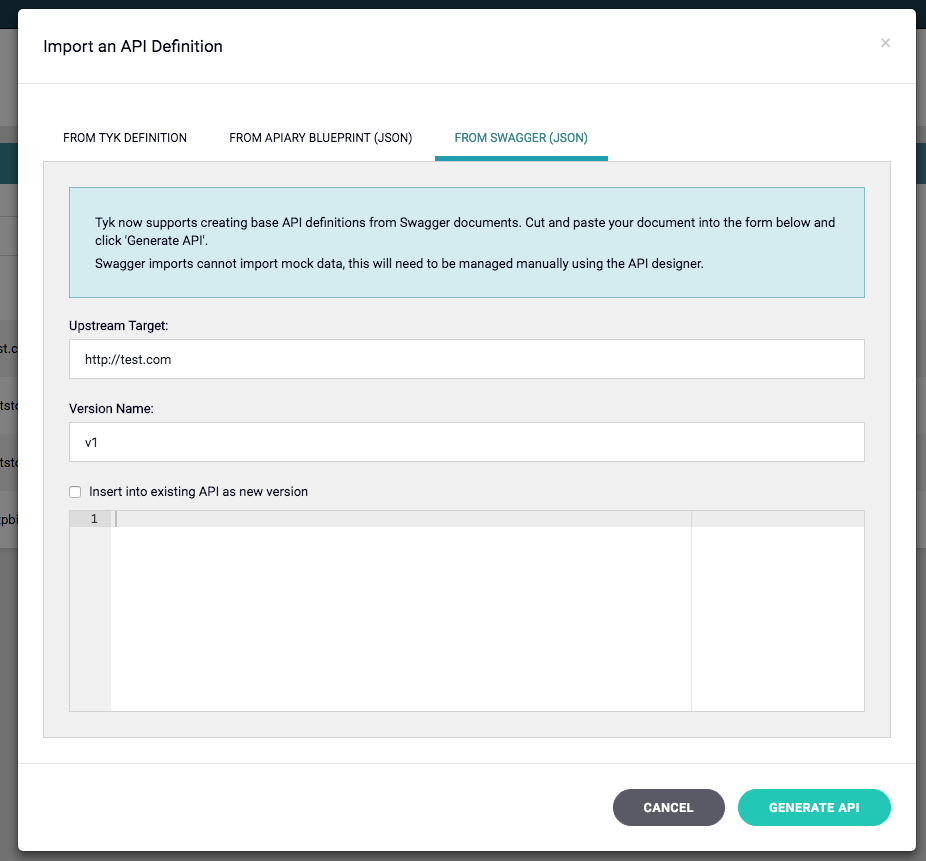 Import an API Definition
×
FROM TYK DEFINITION FROM APIARY BLUEPRINT (JSON) FROM SWAGGER (JSON)
Tyk now supports creating base API definitions from Swagger documents. Cut and paste your document into the form below and
click 'Generate API'.
Swagger imports cannot import mock data, this will need to be managed manually using the API designer.
Upstream Target:
http://test.com
Version Name:
v1
Insert into existing API as new version
1
CANCEL GENERATE API